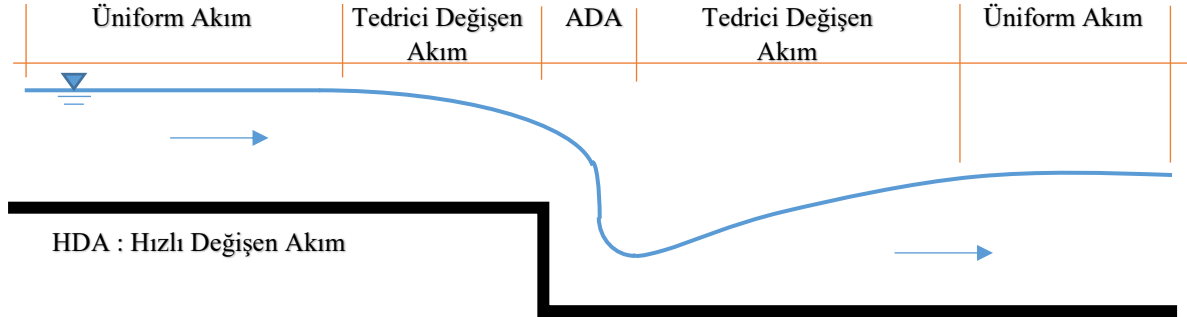 Üniform Akım
Tedrici Değişen
Akım
ADA
Tedrici Değişen
Akım
Üniform Akım
HDA : Hızlı Değişen Akım